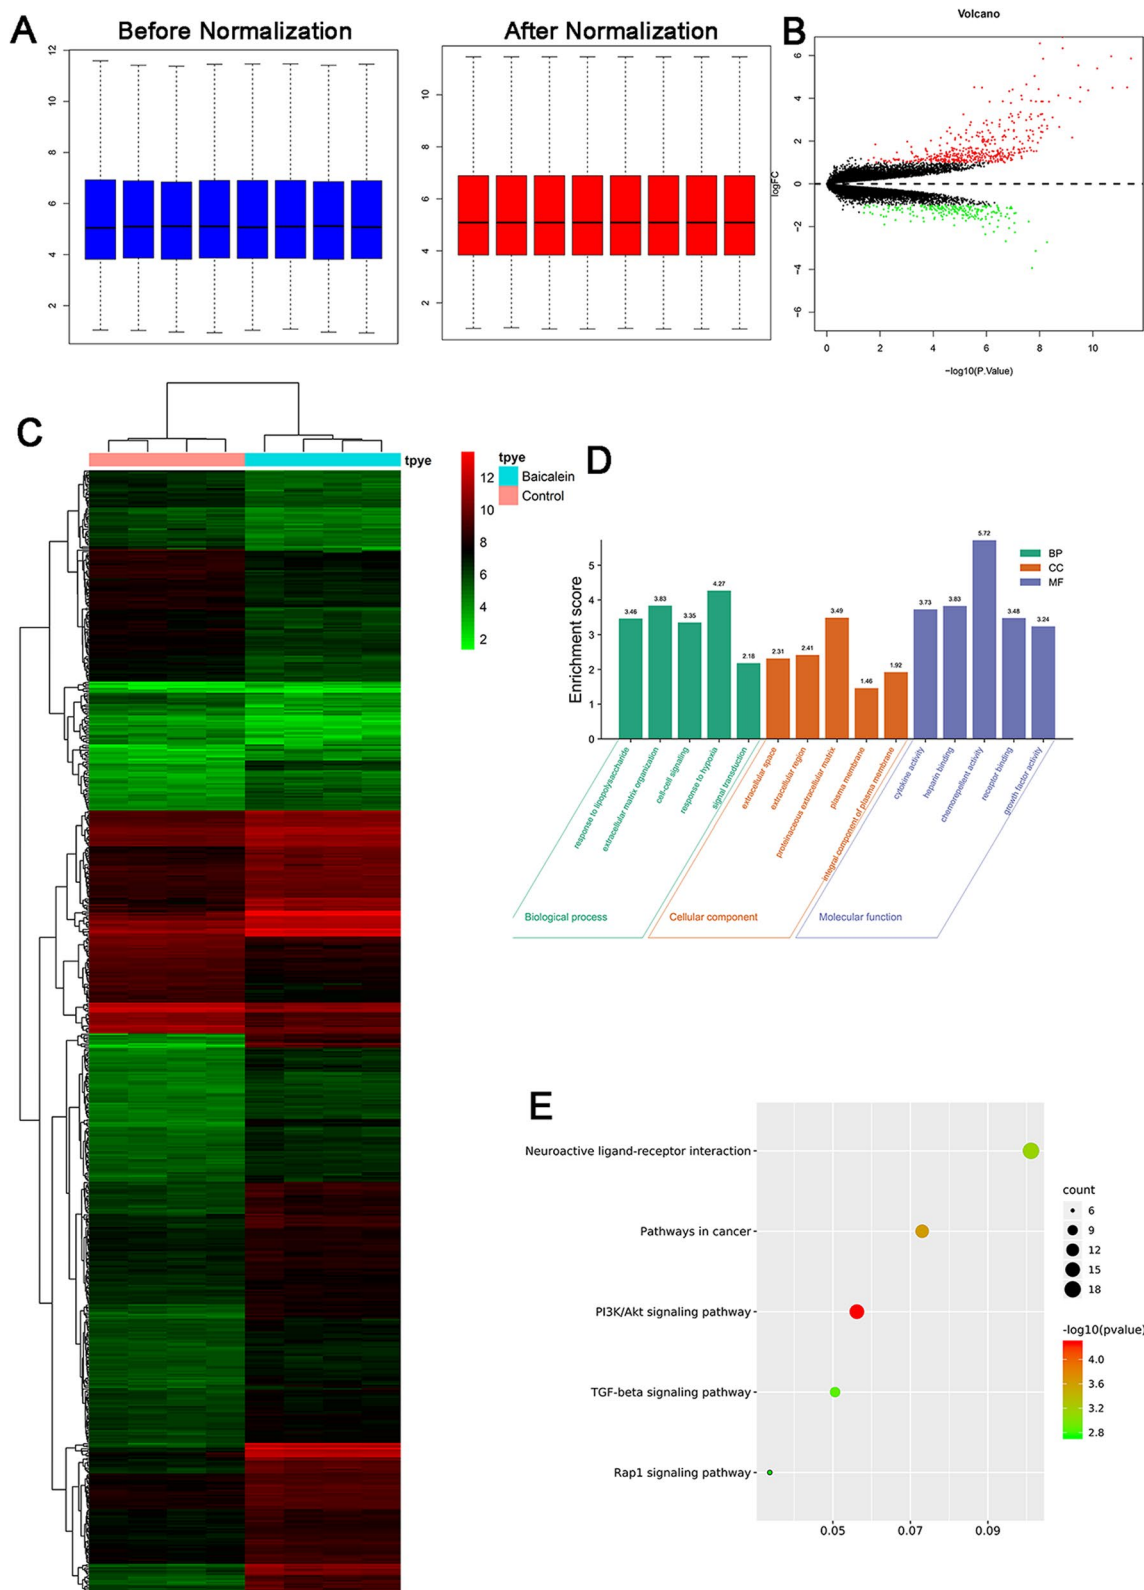 A
Before Normalization
After Normalization
B
Volcano
12
10
8
6
4
2
10
8
6
4
2
logFC
6
4
2
0
−2
−4
−6
0
2
4
6
8
10
−log10(P.Value)
C
tpye
12
10
8
6
4
2
tpye
Baicalein
Control
D
Enrichment score
5
4
3
2
1
0
3.46
3.83
3.35
4.27
2.18
2.31
2.41
3.49
1.46
1.92
3.73
3.83
5.72
3.48
3.24
BP
CC
MF
response to lipopolysaccharide
extracellular matrix organization
cell-cell signaling
response to hypoxia
signal transduction
extracellular space
extracellular region
proteinaceous extracellular matrix
plasma membrane
integral component of plasma membrane
cytokine activity
heparin binding
chemorepellent activity
receptor binding
growth factor activity
Biological process
Cellular component
Molecular function
E
Neuroactive ligand-receptor interaction
Pathways in cancer
PI3K/Akt signaling pathway
TGF-beta signaling pathway
Rap1 signaling pathway
0.05
0.07
0.09
count
6
9
12
15
18
-log10(pvalue)
4.0
3.6
3.2
2.8